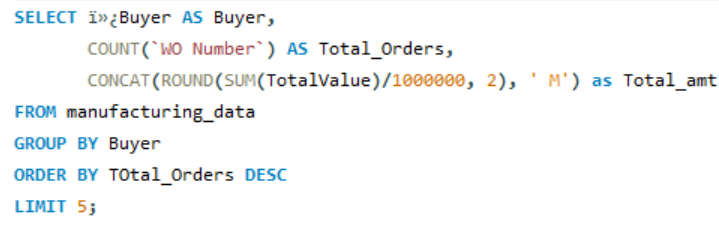 SELECT ï»¿Buyer AS Buyer,
COUNT(`WO Number`) AS Total_Orders,
CONCAT(ROUND(SUM(TotalValue)/1000000, 2), ' M') as Total_amt
FROM manufacturing_data
GROUP BY Buyer
ORDER BY TOtal_Orders DESC
LIMIT 5;